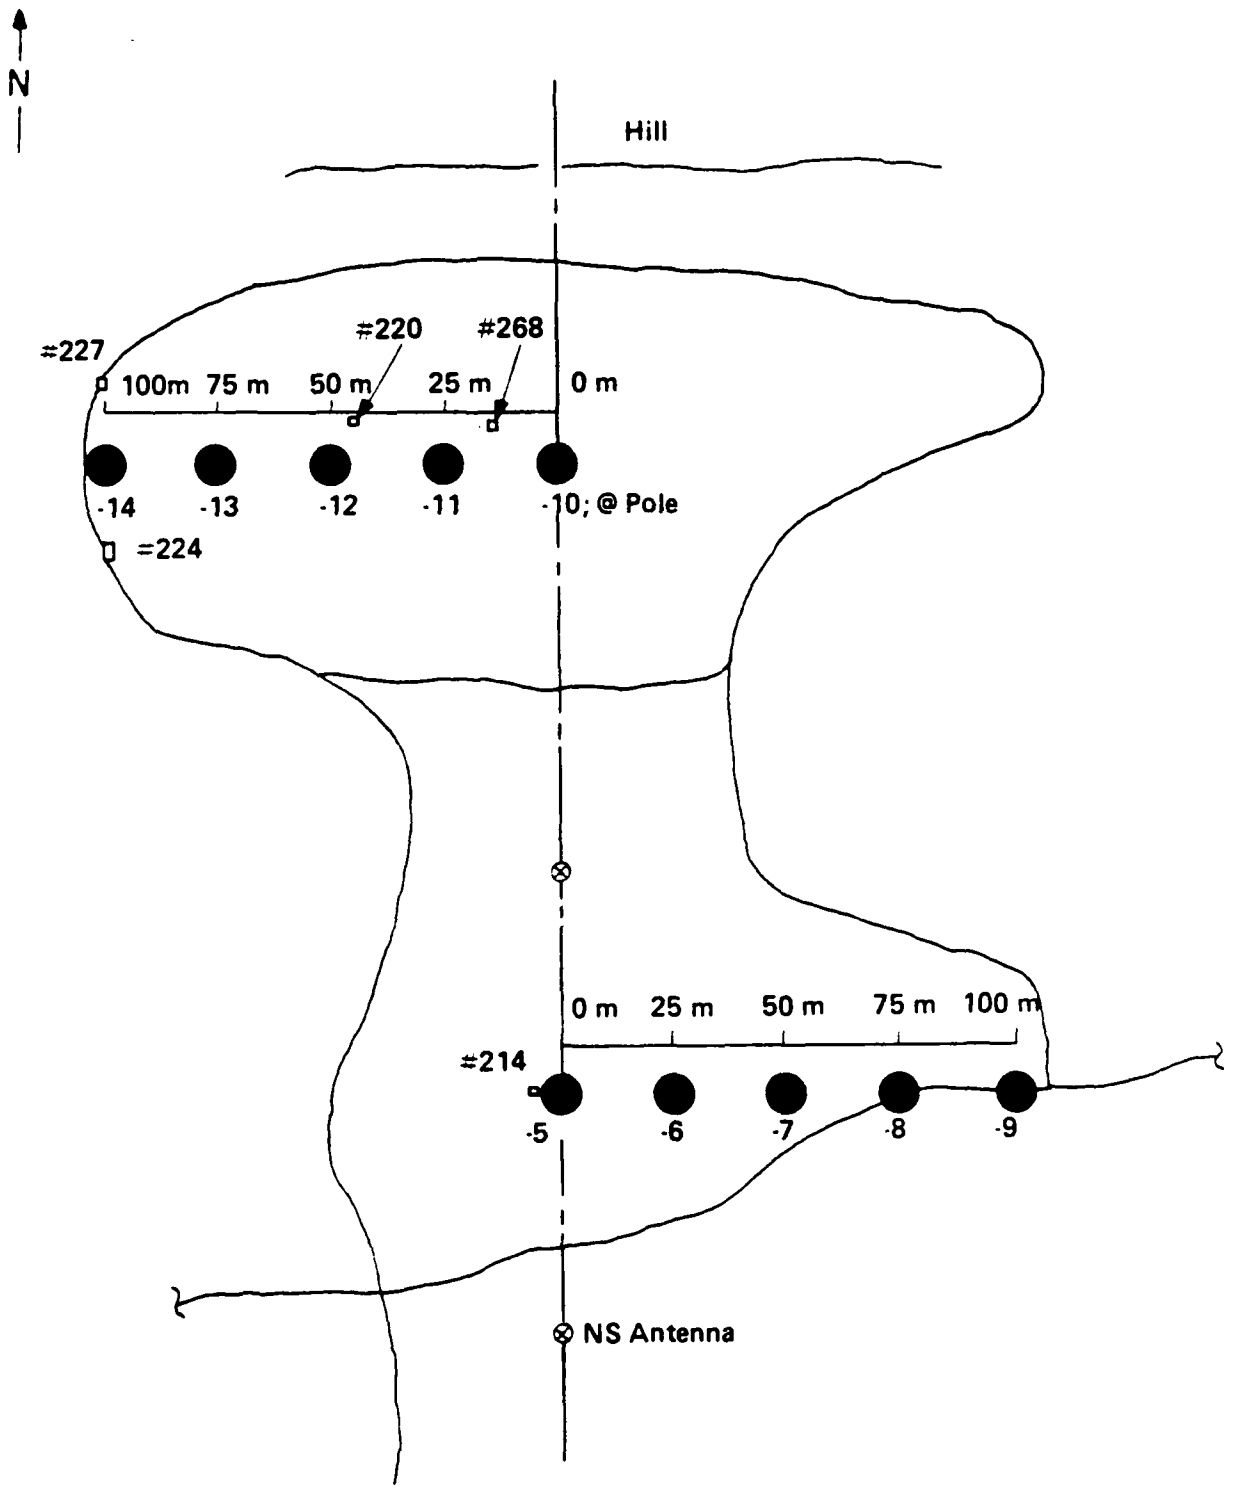 N
Hill
#220 #268
#227
100m 75 m 50 m 25 m 0 m
-14 -13 -12 -11 -10; @ Pole
#224
0 m 25 m 50 m 75 m 100 m
#214
-5 -6 -7 -8 -9
NS Antenna